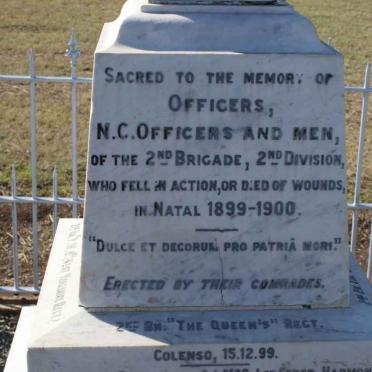 SACRED TO THE MEMORY OF
OFFICERS,
N.C. OFFICERS AND MEN,
OF THE 2ND BRIGADE, 2ND DIVISION,
WHO FELL IN ACTION, OR DIED OF WOUNDS,
IN NATAL 1899-1900.
"DULCE ET DECORUM PRO PATRIÂ MORI."
ERECTED BY THEIR COMRADES.
2ND BN. "THE QUEEN'S" REGT.
COLENSO, 15.12.99.